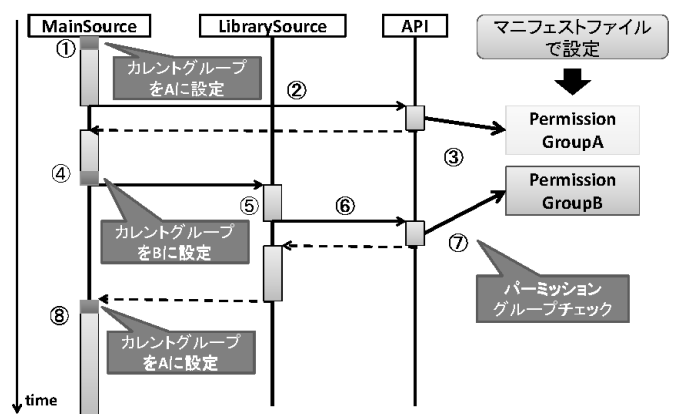 MainSource
LibrarySource
API
マニフェストファイル
で設定
①
カレントグループ
をAに設定
②
Permission
GroupA
③
④
Permission
GroupB
⑤
⑥
カレントグループ
をBに設定
⑦
パーミッション
グループチェック
⑧
カレントグループ
をAに設定
time